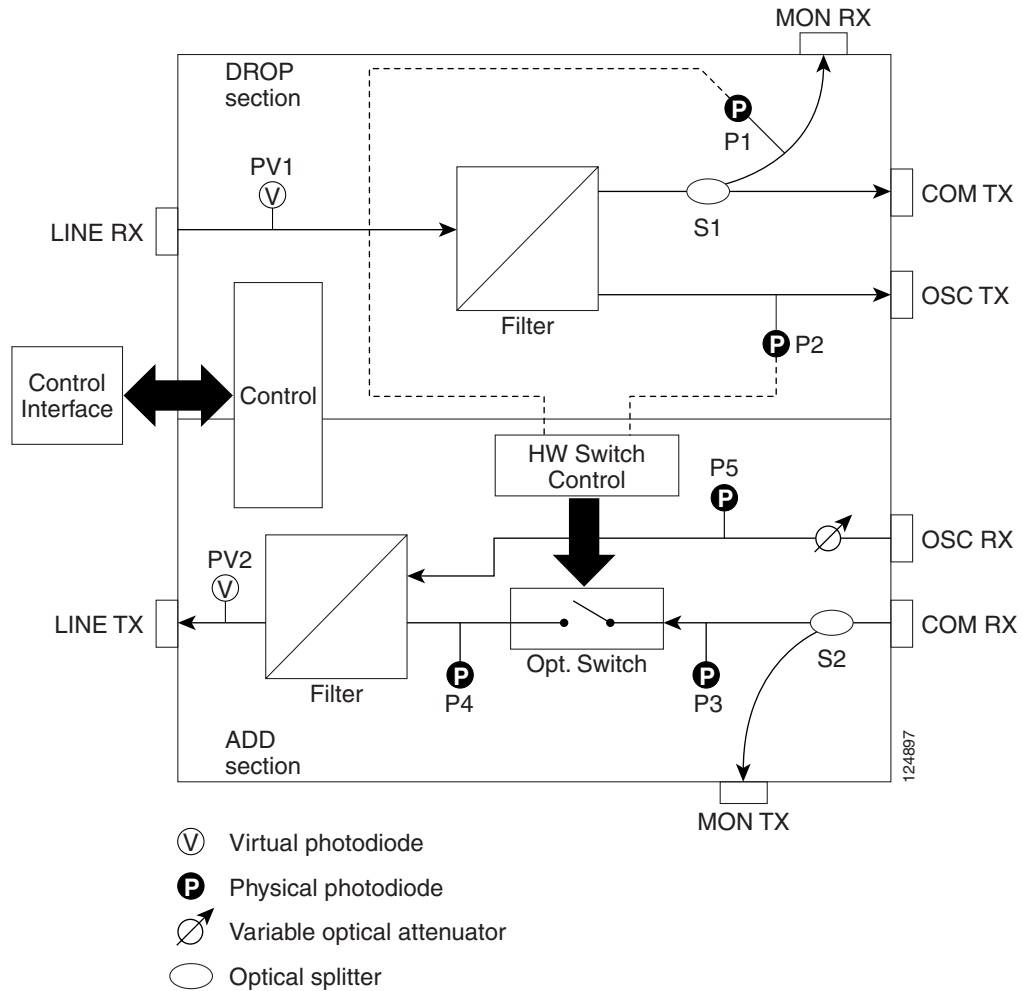 MON RX
DROP
section
P
P1
PV1
V
COM TX
LINE RX
S1
OSC TX
Filter
P
P2
Control
Interface
Control
HW Switch
Control
P5
P
OSC RX
PV2
V
LINE TX
COM RX
S2
Opt. Switch
Filter
P
P4
P
P3
ADD
section
124897
MON TX
V Virtual photodiode
P Physical photodiode
Variable optical attenuator
Optical splitter